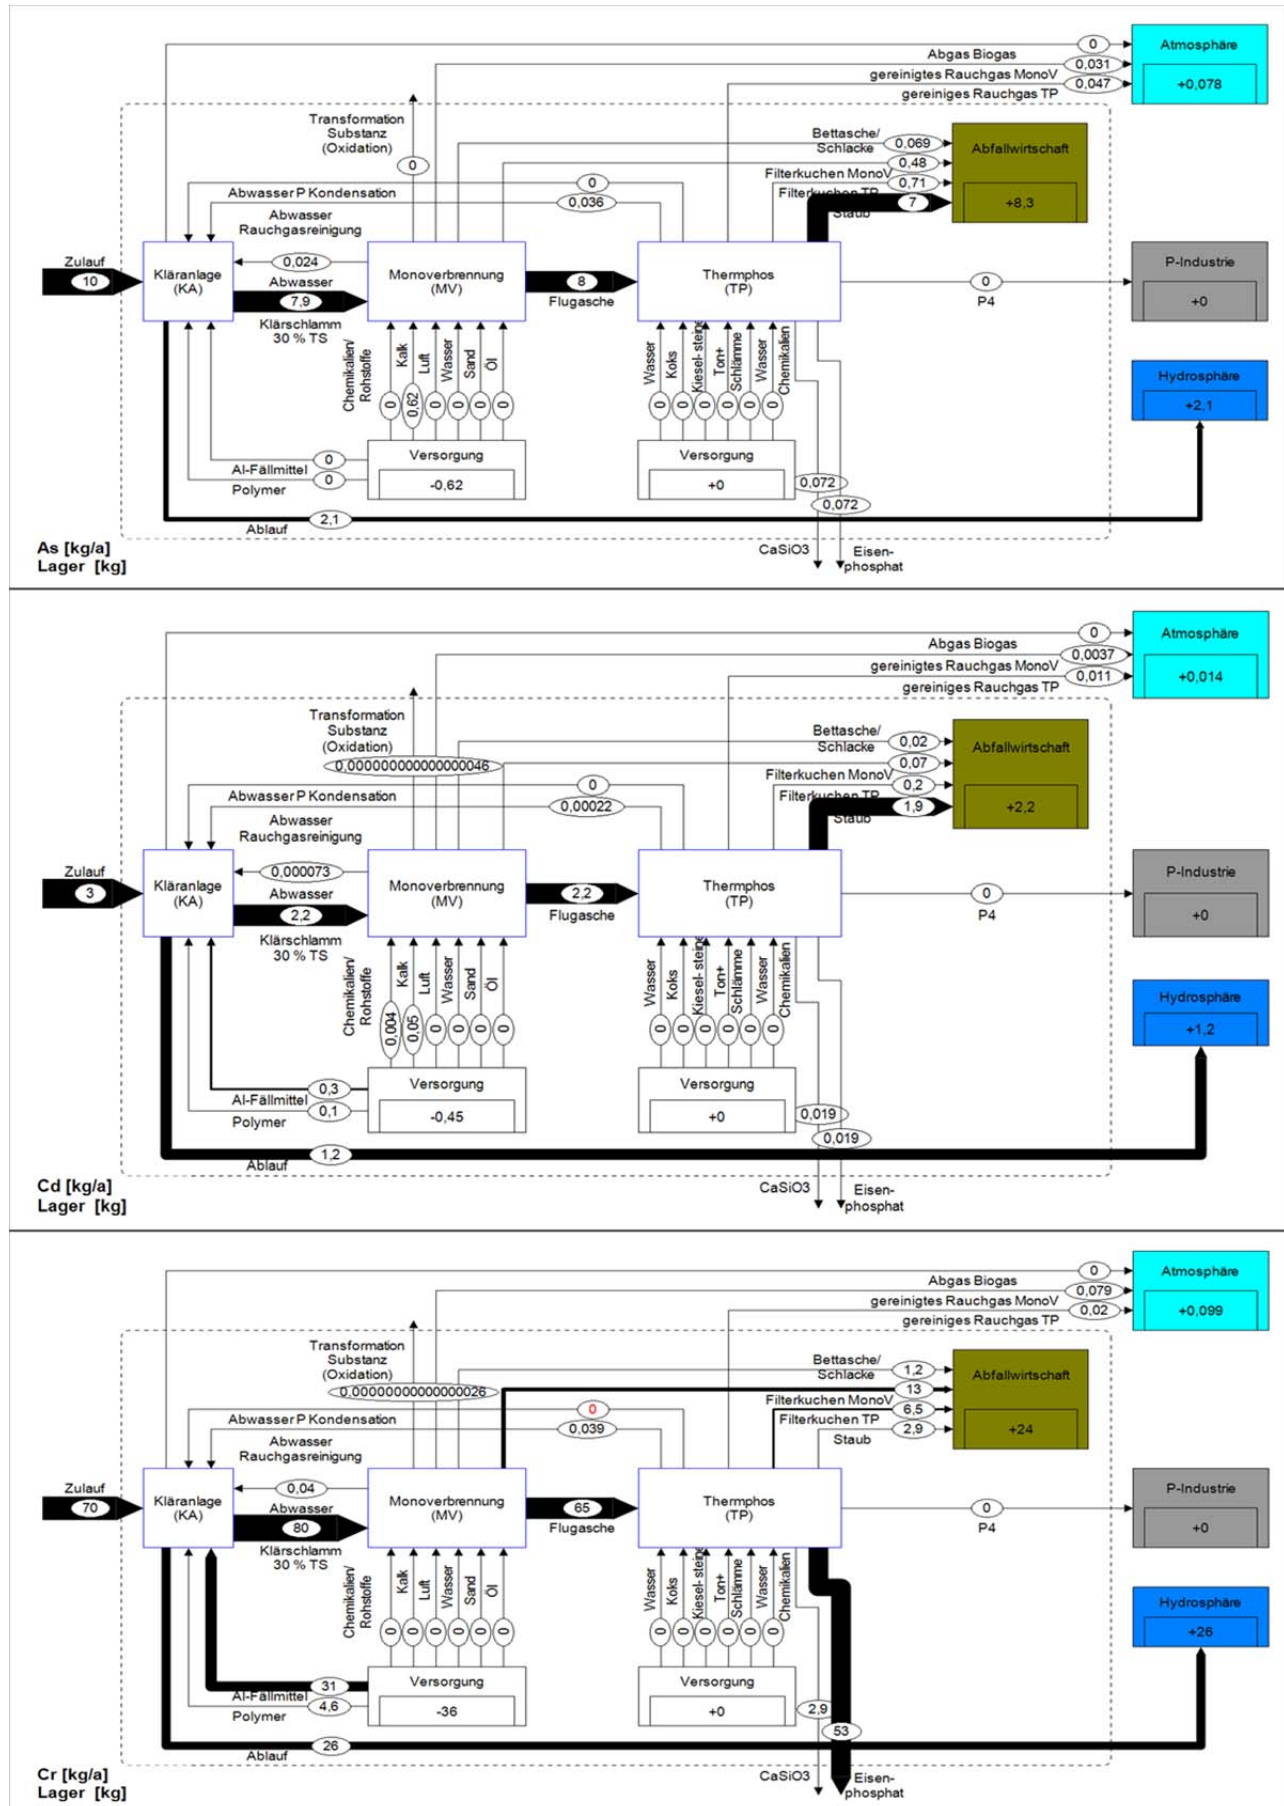 0
Atmosphäre
Abgas Biogas
0,031
gereinigtes Rauchgas MonoV
0,047
+0,078
gereiniges Rauchgas TP
Transformation
Substanz
(Oxidation)
0
Bettasche/
Schlacke
0,069
0,48
Filterkuchen MonoV
0,71
Filterkuchen TP
Staub
7
Abfallwirtschaft
+8,3
0
Abwasser P Kondensation
0,036
Abwasser
Rauchgasreinigung
Zulauf
10
Kläranlage
(KA)
0,024
Abwasser
7,9
Klärschlamm
30 % TS
Monoverbrennung
(MV)
8
Flugasche
Thermphos
(TP)
0
P4
P-Industrie
+0
Chemikalien/
Rohstoffe
Kalk
Luft
Wasser
Sand
Öl
0
0,62
0
0
0
0
Wasser
Koks
Kiesel- steine
Ton+
Schlämme
Wasser
Chemikalien
0
0
0
0
0
0
Hydrosphäre
+2,1
0
Al-Fällmittel
0
Polymer
Versorgung
-0,62
Versorgung
+0
0,072
0,072
2,1
Ablauf
As [kg/a]
Lager [kg]
CaSiO3
Eisen-
phosphat
0
Atmosphäre
Abgas Biogas
0,0037
gereinigtes Rauchgas MonoV
0,011
+0,014
gereiniges Rauchgas TP
Transformation
Substanz
(Oxidation)
0,000000000000000046
Bettasche/
Schlacke
0,02
0,07
Filterkuchen MonoV
0,2
Filterkuchen TP
Staub
1,9
Abfallwirtschaft
+2,2
0
Abwasser P Kondensation
0,00022
Abwasser
Rauchgasreinigung
Zulauf
3
Kläranlage
(KA)
0,000073
Abwasser
2,2
Klärschlamm
30 % TS
Monoverbrennung
(MV)
2,2
Flugasche
Thermphos
(TP)
0
P4
P-Industrie
+0
Chemikalien/
Rohstoffe
Kalk
Luft
Wasser
Sand
Öl
0,004
0,05
0
0
0
0
Wasser
Koks
Kiesel- steine
Ton+
Schlämme
Wasser
Chemikalien
0
0
0
0
0
0
Hydrosphäre
+1,2
0,3
Al-Fällmittel
0,1
Polymer
Versorgung
-0,45
Versorgung
+0
0,019
0,019
1,2
Ablauf
Cd [kg/a]
Lager [kg]
CaSiO3
Eisen-
phosphat
0
Atmosphäre
Abgas Biogas
0,079
gereinigtes Rauchgas MonoV
0,02
+0,099
gereiniges Rauchgas TP
Transformation
Substanz
(Oxidation)
0,00000000000000026
Bettasche/
Schlacke
1,2
13
Filterkuchen MonoV
6,5
Filterkuchen TP
Staub
2,9
Abfallwirtschaft
+24
0
Abwasser P Kondensation
0,039
Abwasser
Rauchgasreinigung
Zulauf
70
Kläranlage
(KA)
0,04
Abwasser
80
Klärschlamm
30 % TS
Monoverbrennung
(MV)
65
Flugasche
Thermphos
(TP)
0
P4
P-Industrie
+0
Chemikalien/
Rohstoffe
Kalk
Luft
Wasser
Sand
Öl
0
0
0
0
0
0
Wasser
Koks
Kiesel- steine
Ton+
Schlämme
Wasser
Chemikalien
0
0
0
0
0
0
Hydrosphäre
+26
31
Al-Fällmittel
4,6
Polymer
Versorgung
-36
Versorgung
+0
2,9
53
26
Ablauf
Cr [kg/a]
Lager [kg]
CaSiO3
Eisen-
phosphat